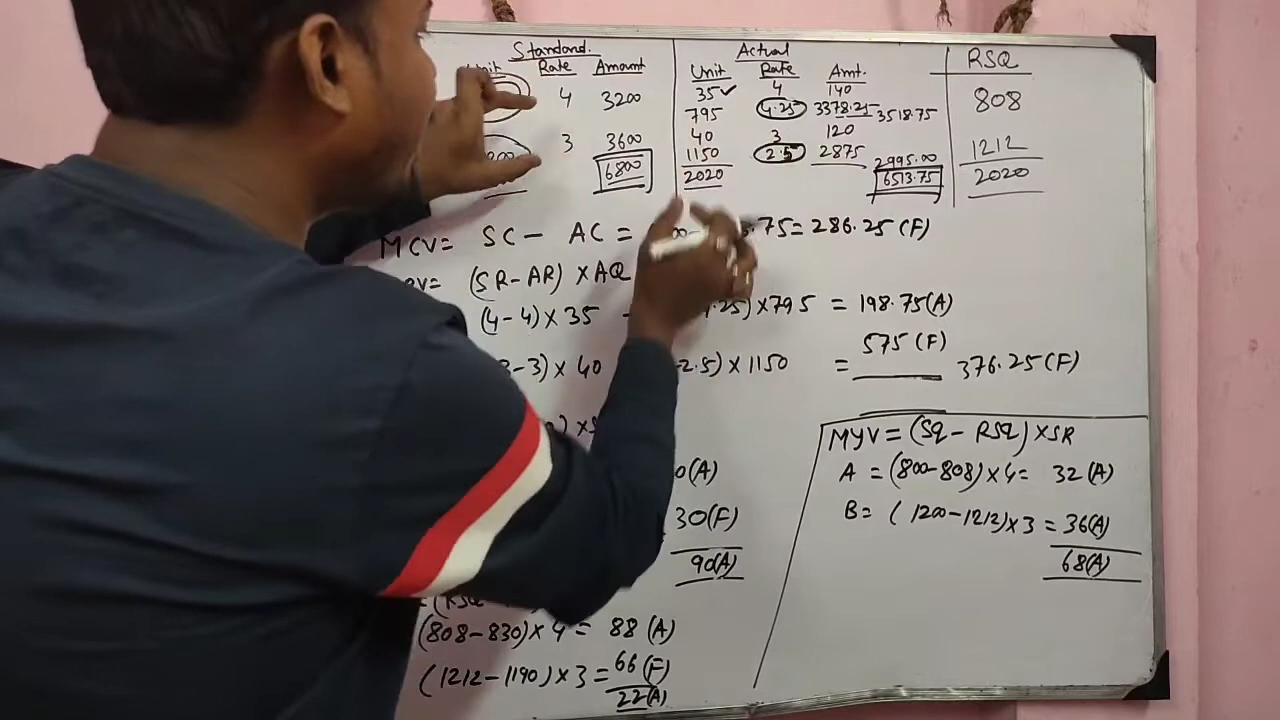 Standard.
Rate Amount
4 3200
3 3600
6800
Actual
Unit Rate Amt.
35✓ 4 140
795 4.25 3378.25 3518.75
40 3 120
1150 2.5 2875 2995.00
2020 6513.75
RSQ
808
1212
2020
MCV = SC - AC = .75 = 286.25 (F)
= (SR - AR) × AQ
(4-4) × 35 .25) × 795 = 198.75 (A)
-3) × 40 -2.5) × 1150 = 575 (F)
376.25 (F)
0(A)
30(F)
90(A)
(808-830) × 4 = 88 (A)
(1212-1190) × 3 = 66 (F)
22(A)
MYV = (SQ - RSQ) × SR
A = (800-808) × 4 = 32 (A)
B = (1200-1212) × 3 = 36(A)
68(A)